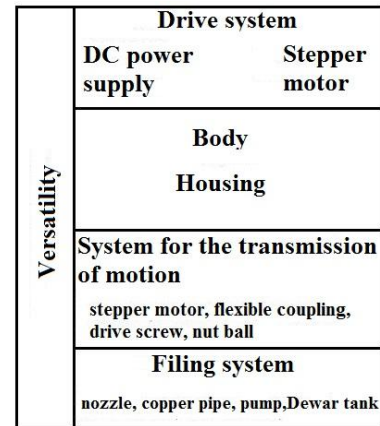 Versatility
Drive system
DC power Stepper
supply motor
Body
Housing
System for the transmission
of motion
stepper motor, flexible coupling,
drive screw, nut ball
Filing system
nozzle, copper pipe, pump,Dewar tank